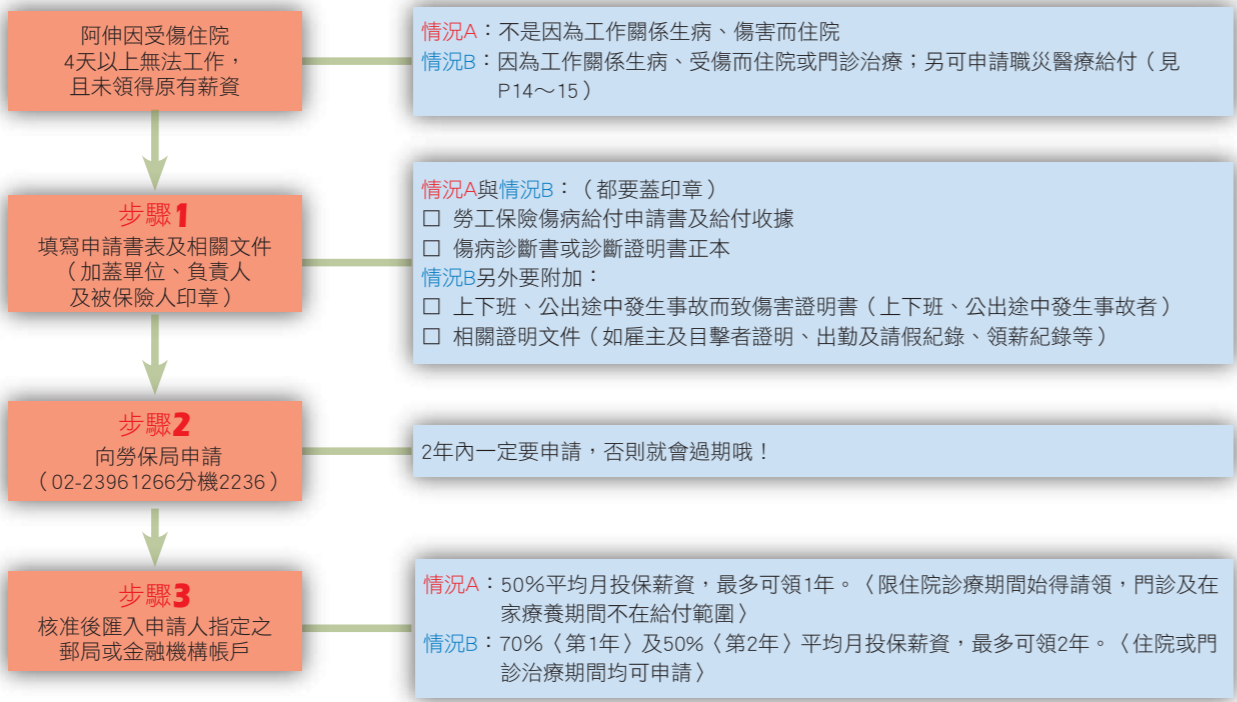 阿伸因受傷住院
4天以上無法工作，
且未領得原有薪資
情況A：不是因為工作關係生病、傷害而住院
情況B：因為工作關係生病、受傷而住院或門診治療；另可申請職災醫療給付（見
P14～15）
步驟1
填寫申請書表及相關文件
（加蓋單位、負責人
及被保險人印章）
情況A與情況B：（都要蓋印章）
□ 勞工保險傷病給付申請書及給付收據
□ 傷病診斷書或診斷證明書正本
情況B另外要附加：
□ 上下班、公出途中發生事故而致傷害證明書（上下班、公出途中發生事故者）
□ 相關證明文件（如雇主及目擊者證明、出勤及請假紀錄、領薪紀錄等）
步驟2
向勞保局申請
（02-23961266分機2236）
2年內一定要申請，否則就會過期哦！
步驟3
核准後匯入申請人指定之
郵局或金融機構帳戶
情況A：50%平均月投保薪資，最多可領1年。〈限住院診療期間始得請領，門診及在
家療養期間不在給付範圍〉
情況B：70%〈第1年〉及50%〈第2年〉平均月投保薪資，最多可領2年。〈住院或門
診治療期間均可申請〉